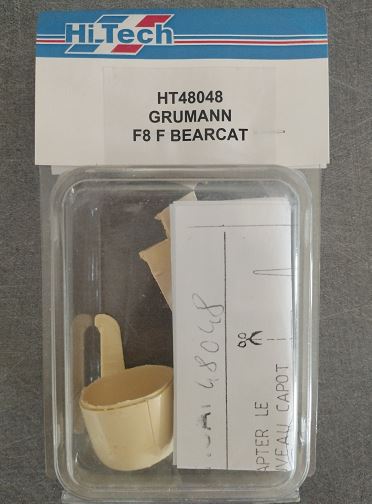 Hi-Tech
HT48048
GRUMANN
F8 F BEARCAT
48048
APTER LE
VEAU CAPOT